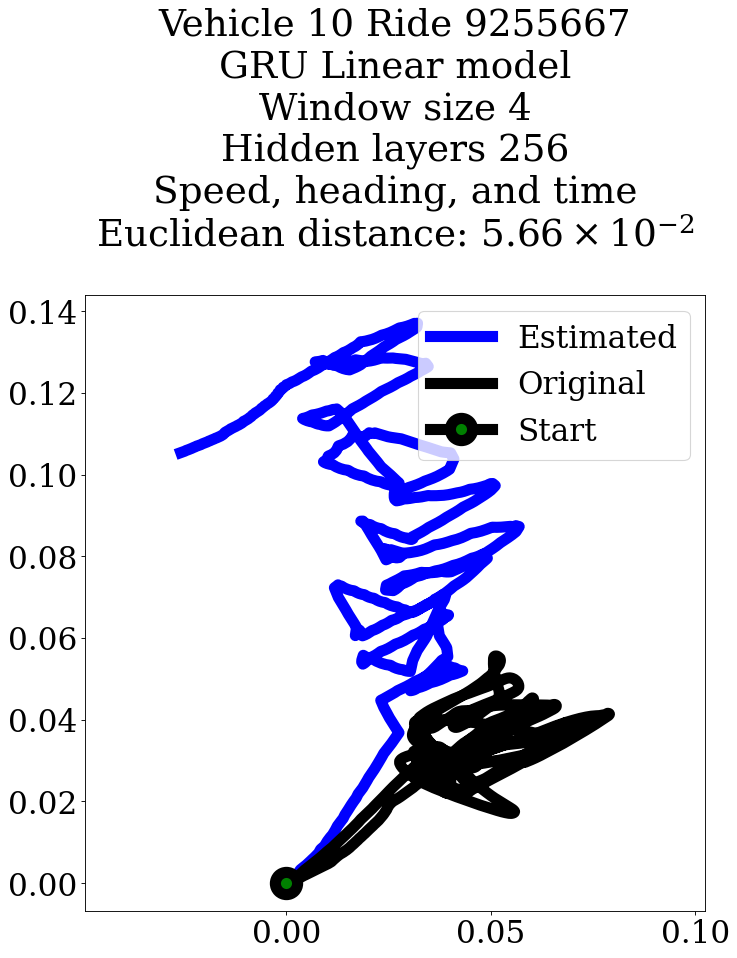 Vehicle 10 Ride 9255667
GRU Linear model
Window size 4
Hidden layers 256
Speed, heading, and time
Euclidean distance: 5.66 × 10⁻²
0.14
0.12
0.10
0.08
0.06
0.04
0.02
0.00
Estimated
Original
Start
0.00 0.05 0.10